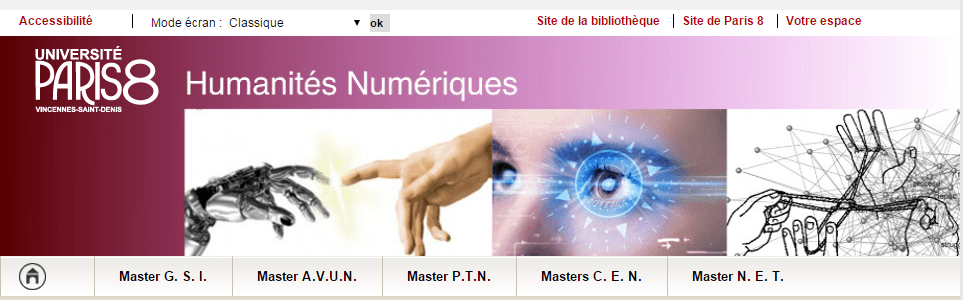 Accessibilité
Mode écran : Classique ▼ ok
Site de la bibliothèque
Site de Paris 8
Votre espace
UNIVERSITÉ
PARIS8
VINCENNES-SAINT-DENIS
Humanités Numériques
Master G. S. I.
Master A.V.U.N.
Master P.T.N.
Masters C. E. N.
Master N. E. T.